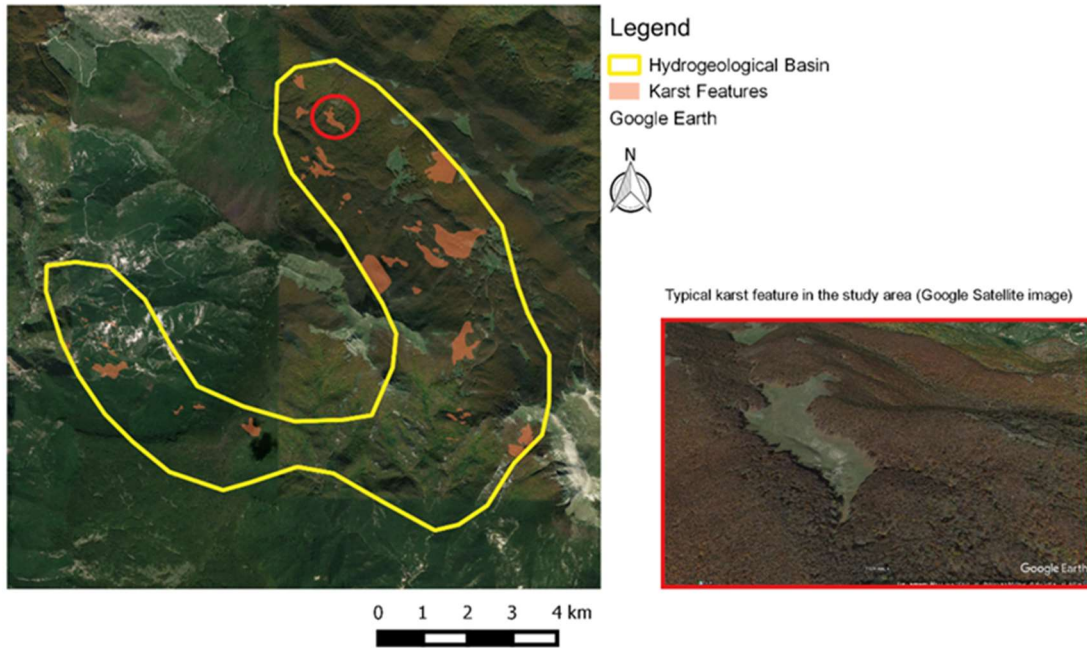 Legend
Hydrogeological Basin
Karst Features
Google Earth
N
Typical karst feature in the study area (Google Satellite image)
Google Earth
0 1 2 3 4 km